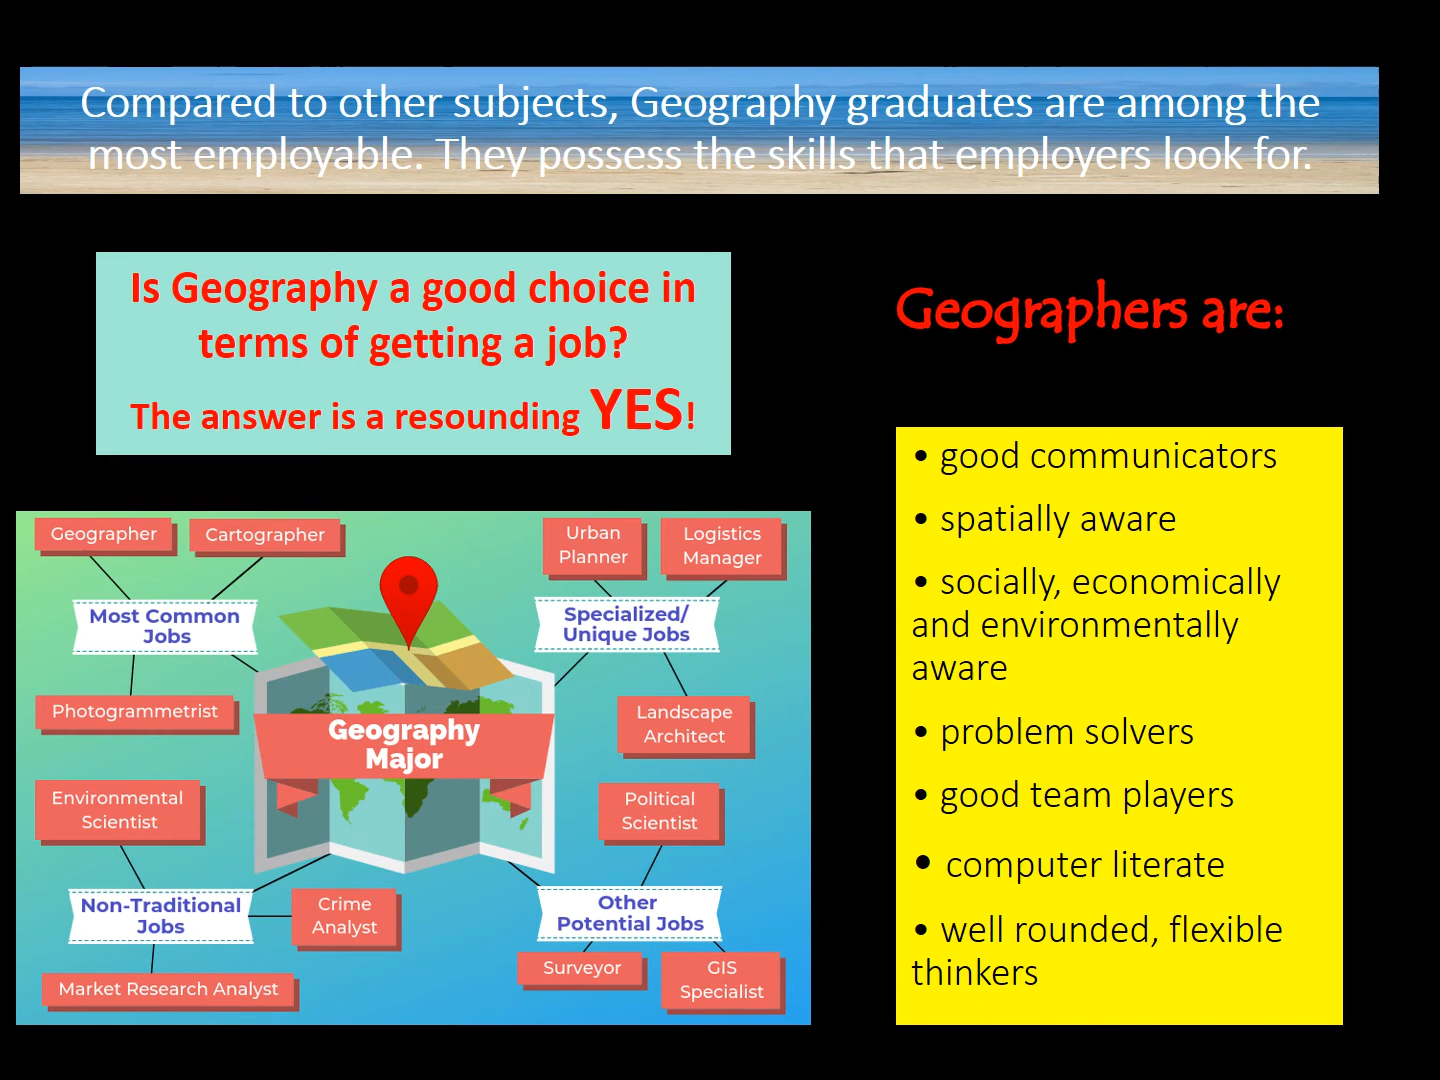 Compared to other subjects, Geography graduates are among the
most employable. They possess the skills that employers look for.
Is Geography a good choice in
terms of getting a job?
The answer is a resounding YES!
Geographers are:
• good communicators
• spatially aware
• socially, economically
and environmentally
aware
• problem solvers
• good team players
• computer literate
• well rounded, flexible
thinkers
Geographer
Cartographer
Most Common
Jobs
Photogrammetrist
Urban
Planner
Logistics
Manager
Specialized/
Unique Jobs
Landscape
Architect
Geography
Major
Environmental
Scientist
Non-Traditional
Jobs
Crime
Analyst
Market Research Analyst
Political
Scientist
Other
Potential Jobs
Surveyor
GIS
Specialist